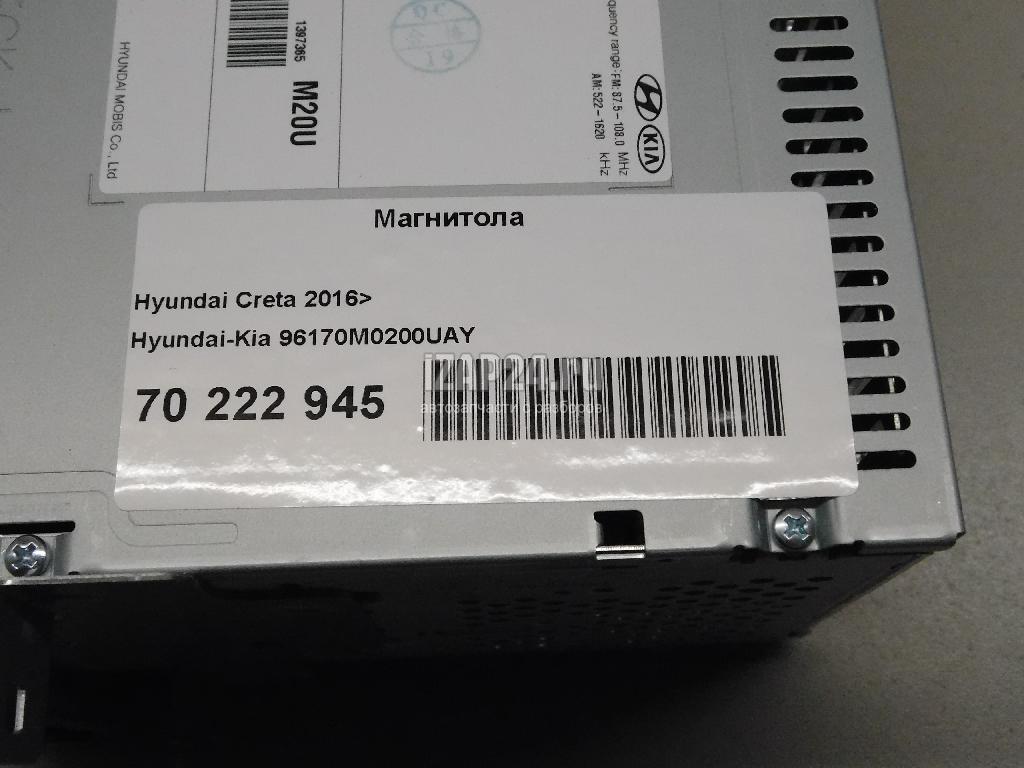 HYUNDAI MOBIS Co., Ltd
1397365
M20U
quency range:FM: 87.5~108.0 MHz
AM: 522~1620 kHz
KIA
Магнитола
Hyundai Creta 2016>
Hyundai-Kia 96170M0200UAY
70 222 945
iZAP24.ru
автозапчасти с разборов